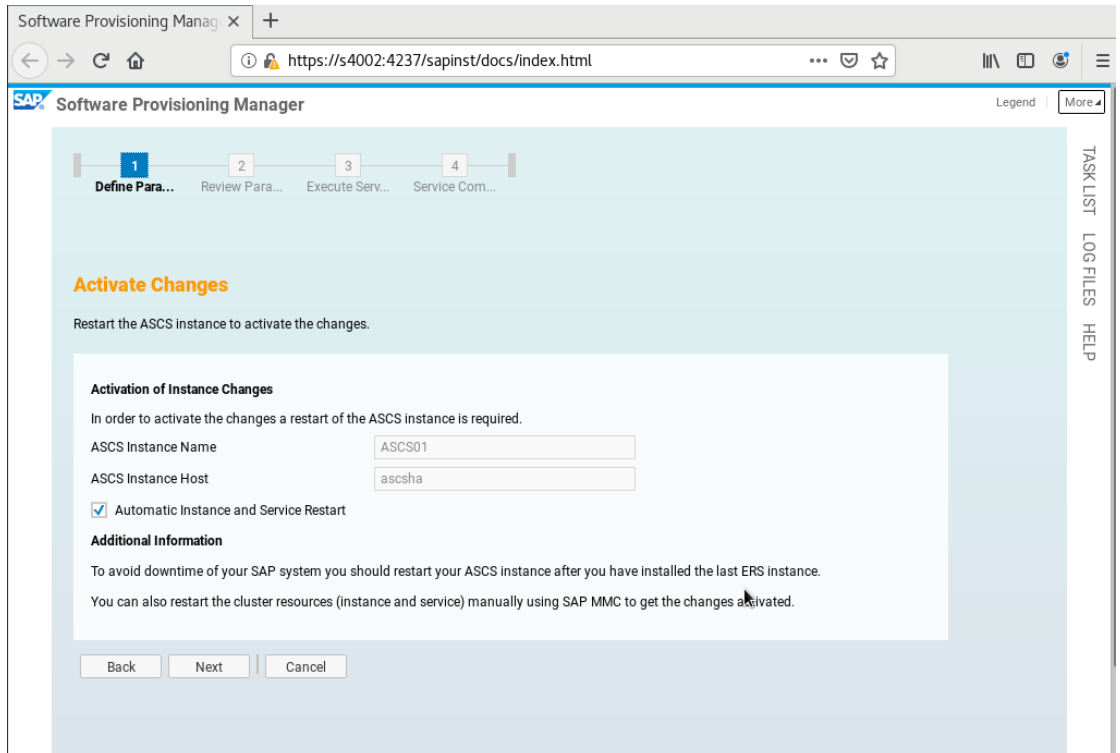 Software Provisioning Manag
https://s4002:4237/sapinst/docs/index.html
SAP Software Provisioning Manager
Legend
More
1
2
3
4
Define Para...
Review Para...
Execute Serv...
Service Com...
TASK LIST
LOG FILES
HELP
Activate Changes
Restart the ASCS instance to activate the changes.
Activation of Instance Changes
In order to activate the changes a restart of the ASCS instance is required.
ASCS Instance Name
ASCS01
ASCS Instance Host
ascsha
Automatic Instance and Service Restart
Additional Information
To avoid downtime of your SAP system you should restart your ASCS instance after you have installed the last ERS instance.
You can also restart the cluster resources (instance and service) manually using SAP MMC to get the changes activated.
Back
Next
Cancel